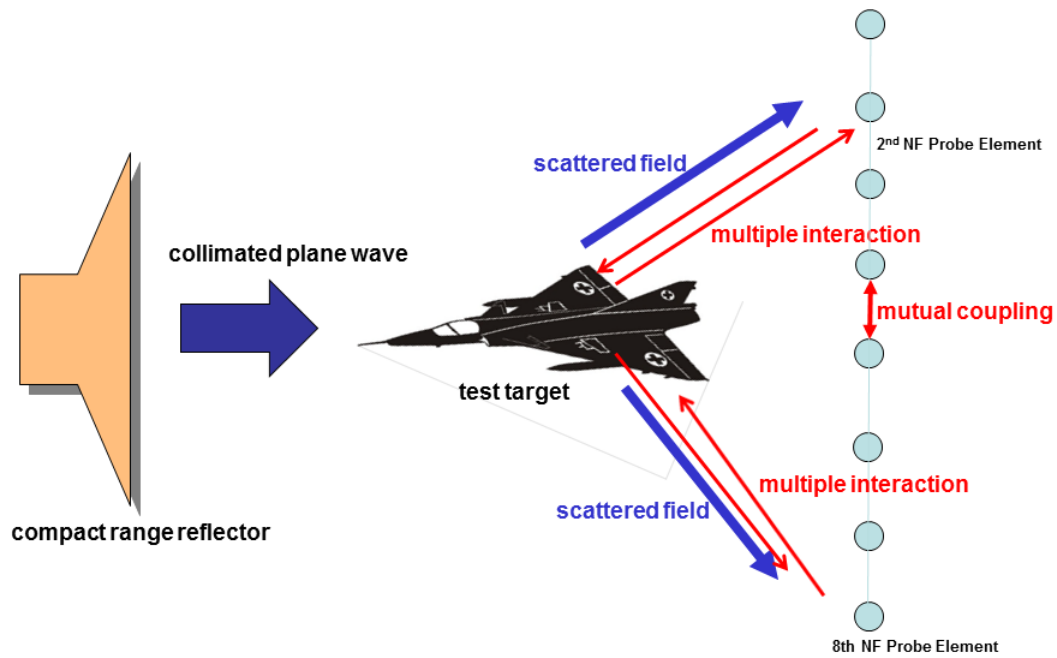 2nd NF Probe Element
scattered field
multiple interaction
collimated plane wave
mutual coupling
test target
multiple interaction
scattered field
compact range reflector
8th NF Probe Element